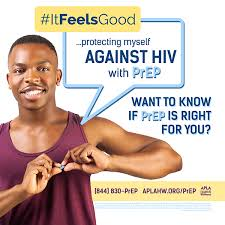 #ItFeelsGood
...protecting myself
AGAINST HIV
with PrEP
WANT TO KNOW
IF PrEP IS RIGHT
FOR YOU?
(844) 830-PrEP
APLAHW.ORG/PrEP
APLA